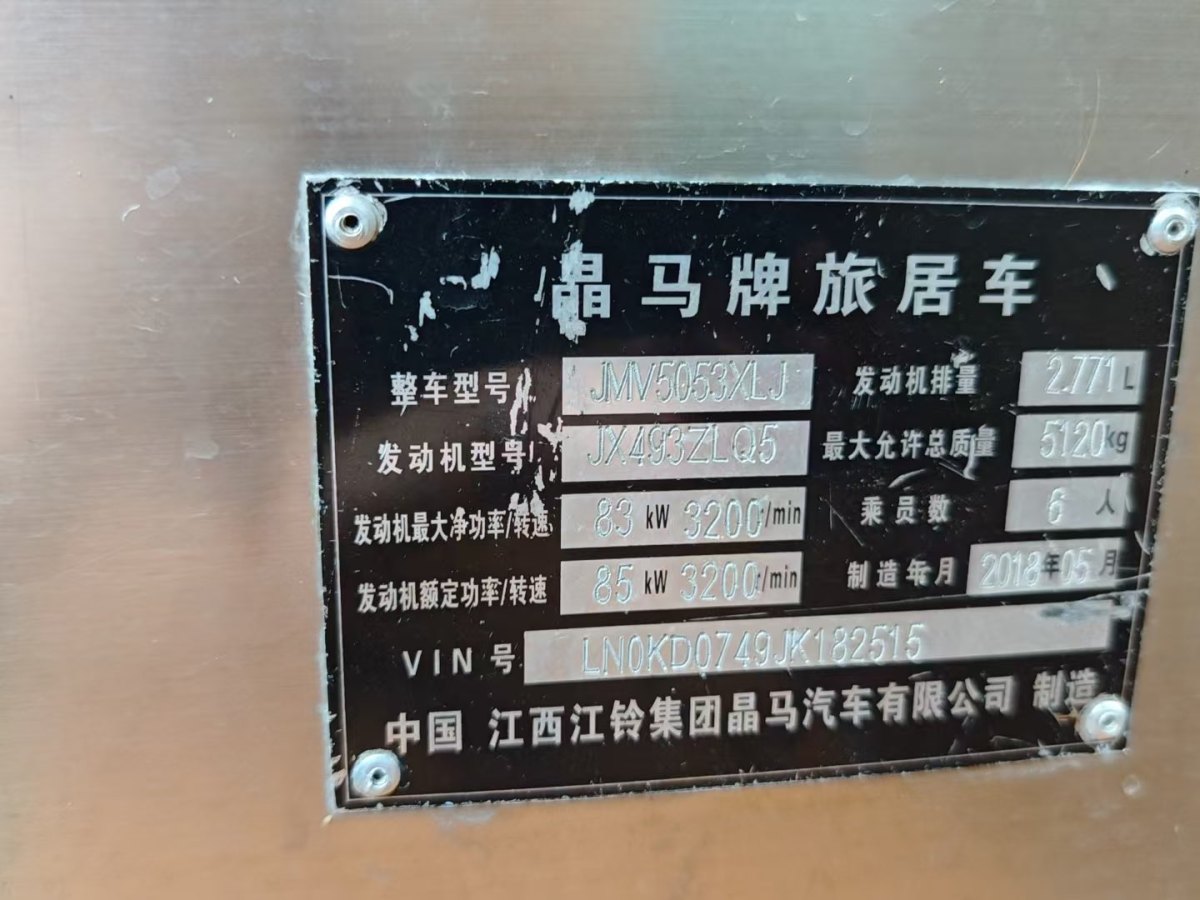 晶马牌旅居车
整车型号 JMV5053XLJ 发动机排量 2.771 L
发动机型号 JX493ZLQ5 最大允许总质量 5120 kg
发动机最大净功率/转速 83 kW 3200 r/min 乘员数 6 人
发动机额定功率/转速 85 kW 3200 r/min 制造年月 2018年05月
VIN号 LN0KD0749JK182515
中国 江西江铃集团晶马汽车有限公司 制造